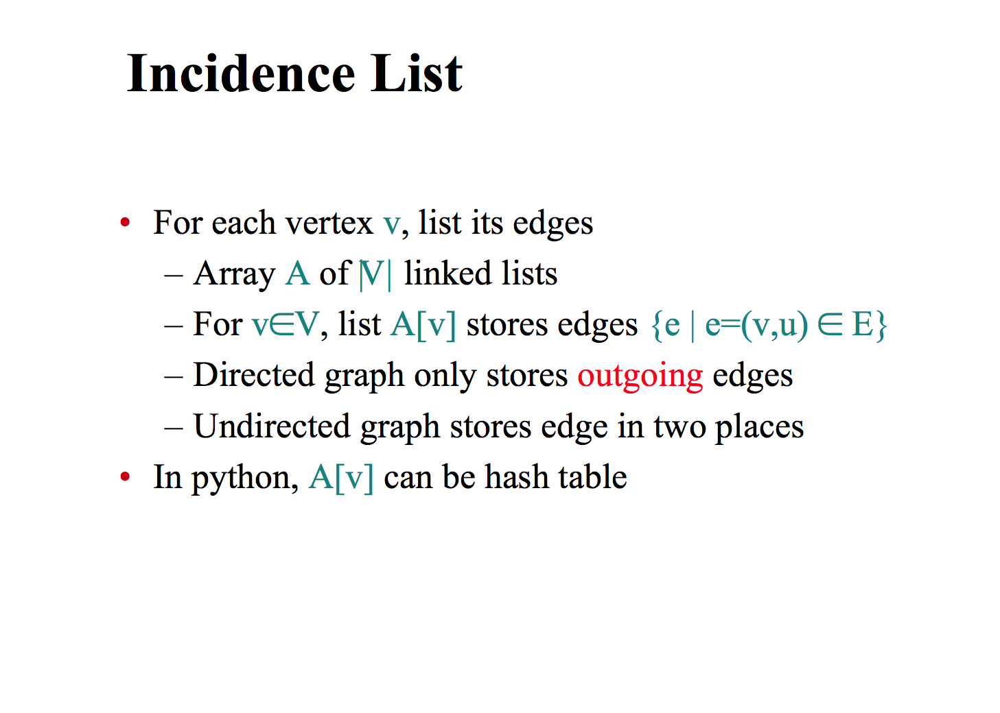 Incidence List
• For each vertex v, list its edges
– Array A of |V| linked lists
– For v∈V, list A[v] stores edges {e | e=(v,u) ∈ E}
– Directed graph only stores outgoing edges
– Undirected graph stores edge in two places
• In python, A[v] can be hash table